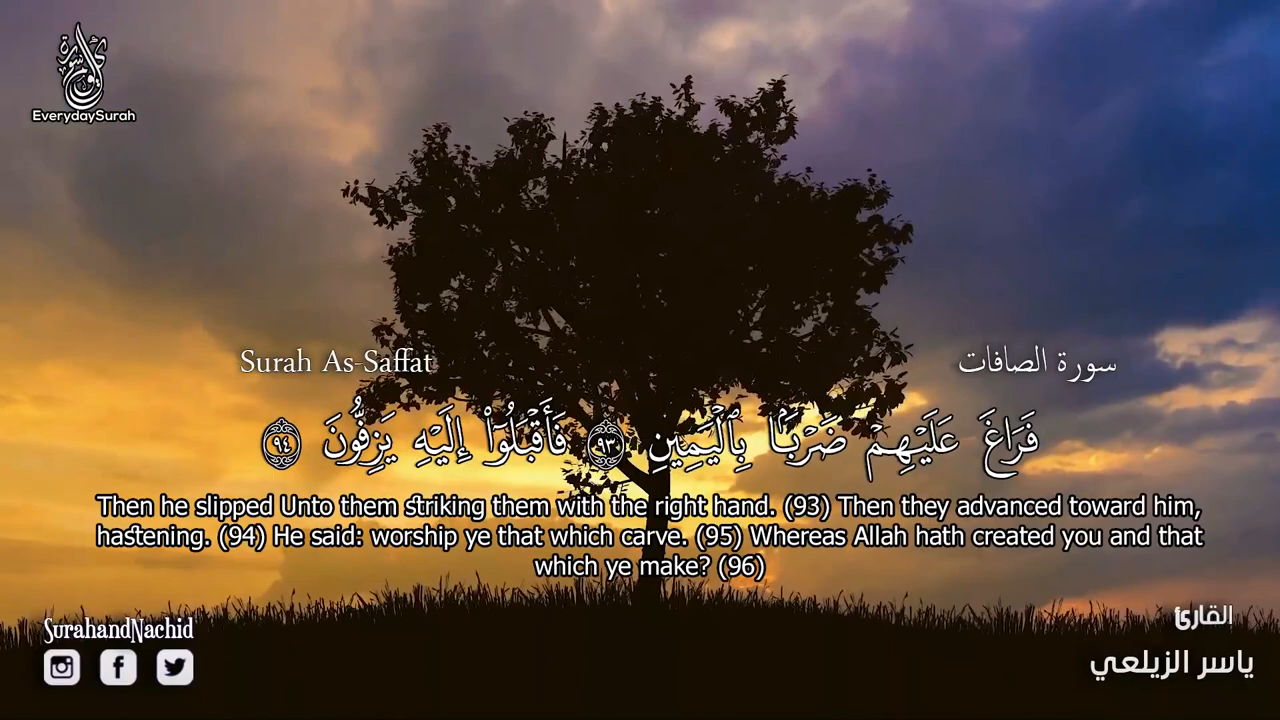 EverydaySurah
Surah As-Saffat
سورة الصافات
فَرَاغَ عَلَيْهِمْ ضَرْبًۢا بِٱلْيَمِينِ ٩٣ فَأَقْبَلُوٓا۟ إِلَيْهِ يَزِفُّونَ ٩٤
Then he slipped Unto them striking them with the right hand. (93) Then they advanced toward him,
hastening. (94) He said: worship ye that which carve. (95) Whereas Allah hath created you and that
which ye make? (96)
SurahandNachid
القارئ
ياسر الزيلعي